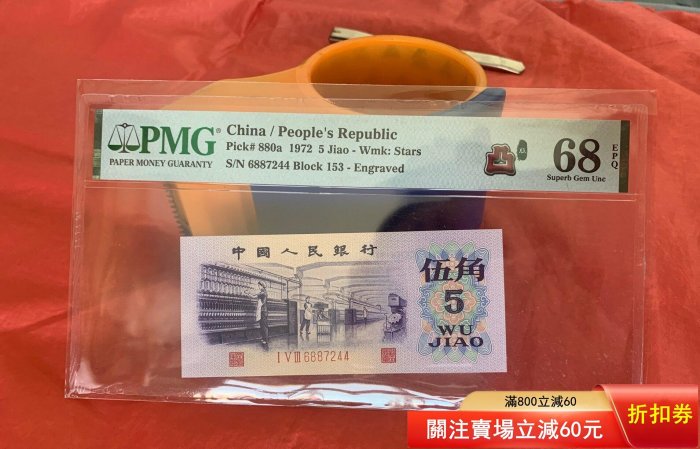 PMG
PAPER MONEY GUARANTY
China / People's Republic
Pick# 880a 1972 5 Jiao - Wmk: Stars
S/N 6887244 Block 153 - Engraved
68
EPQ
Superb Gem Unc
中國人民銀行
伍角
5
WU
JIAO
I V III 6887244
滿800立減60
關注賣場立減60元
折扣券